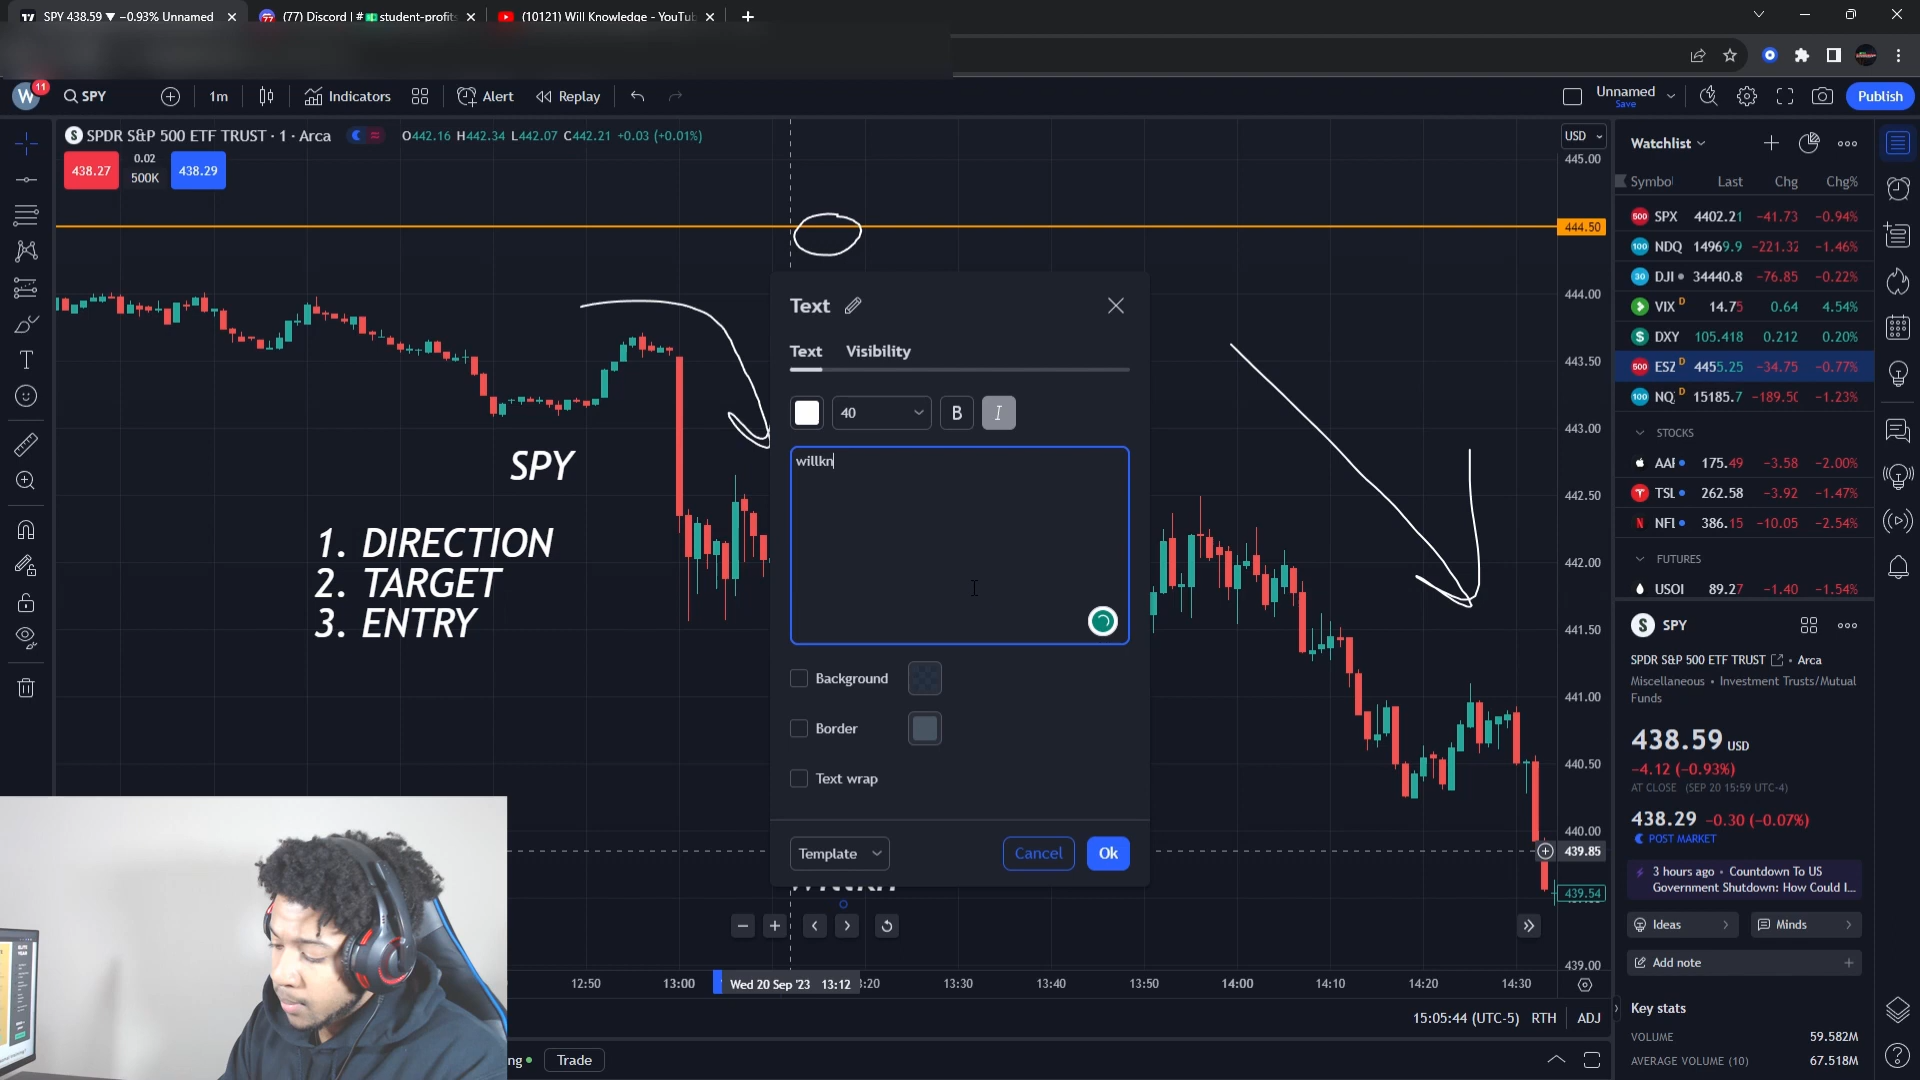 SPY 438.59 ▼ −0.93% Unnamed
(77) Discord | #💵student-profits
(10121) Will Knowledge - YouTub
W 11
SPY
1m
Indicators
Alert
Replay
Unnamed
Save
Publish
SPDR S&P 500 ETF TRUST · 1 · Arca
O442.16 H442.34 L442.07 C442.21 +0.03 (+0.01%)
438.27
0.02
500K
438.29
SPY
1. DIRECTION
2. TARGET
3. ENTRY
Text
Text Visibility
40
B
I
willkn
Background
Border
Text wrap
Template
Cancel
Ok
USD
445.00
444.50
444.00
443.50
443.00
442.50
442.00
441.50
441.00
440.50
440.00
439.85
439.54
439.00
12:50
13:00
Wed 20 Sep '23 13:12
:20
13:30
13:40
13:50
14:00
14:10
14:20
14:30
15:05:44 (UTC-5)
RTH
ADJ
ng
Trade
Watchlist
Symbol Last Chg Chg%
500 SPX 4402.21 −41.73 −0.94%
100 NDQ 14969.9 −221.32 −1.46%
30 DJI 34440.8 −76.85 −0.22%
VIX D 14.75 0.64 4.54%
DXY 105.418 0.212 0.20%
500 ESZ D 4455.25 −34.75 −0.77%
100 NQ D 15185.7 −189.50 −1.23%
STOCKS
AAF 175.49 −3.58 −2.00%
TSL 262.58 −3.92 −1.47%
NFL 386.15 −10.05 −2.54%
FUTURES
USOI 89.27 −1.40 −1.54%
SPY
SPDR S&P 500 ETF TRUST • Arca
Miscellaneous • Investment Trusts/Mutual
Funds
438.59 USD
−4.12 (−0.93%)
AT CLOSE (SEP 20 15:59 UTC-4)
438.29 −0.30 (−0.07%)
POST MARKET
3 hours ago • Countdown To US
Government Shutdown: How Could I...
Ideas
Minds
Add note
Key stats
VOLUME 59.582M
AVERAGE VOLUME (10) 67.518M